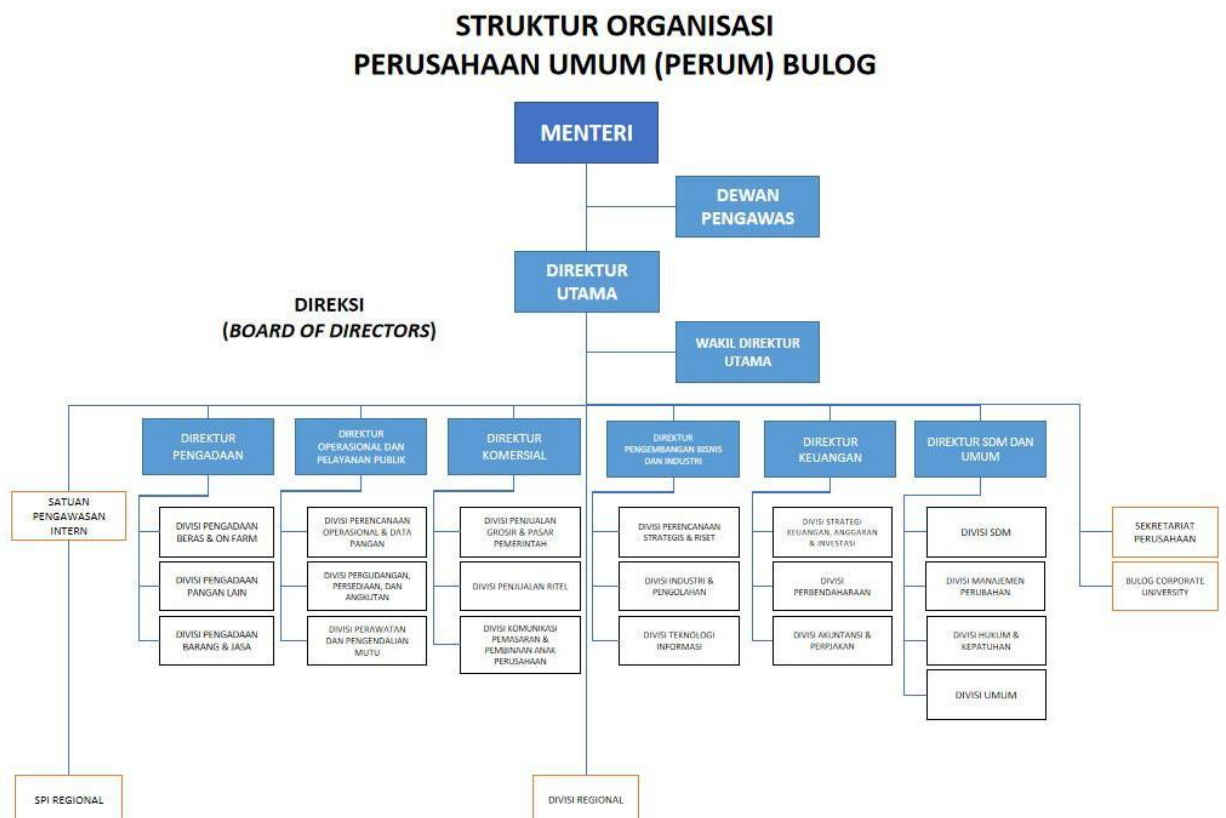 STRUKTUR ORGANISASI
PERUSAHAAN UMUM (PERUM) BULOG
MENTERI
DEWAN
PENGAWAS
DIREKTUR
UTAMA
DIREKSI
(BOARD OF DIRECTORS)
WAKIL DIREKTUR
UTAMA
DIREKTUR
PENGADAAN
DIREKTUR
OPERASIONAL DAN
PELAYANAN PUBLIK
DIREKTUR
KOMERSIAL
DIREKTUR
PENGEMBANGAN BISNIS
DAN INDUSTRI
DIREKTUR
KEUANGAN
DIREKTUR SDM DAN
UMUM
SATUAN
PENGAWASAN
INTERN
DIVISI PENGADAAN
BERAS & ON FARM
DIVISI PENGADAAN
PANGAN LAIN
DIVISI PENGADAAN
BARANG & JASA
DIVISI PERENCANAAN
OPERASIONAL & DATA
PANGAN
DIVISI PERGUDANGAN,
PERSEDIAAN, DAN
ANGKUTAN
DIVISI PERAWATAN
DAN PENGENDALIAN
MUTU
DIVISI PENJUALAN
GROSIR & PASAR
PEMERINTAH
DIVISI PENJUALAN RITEL
DIVISI KOMUNIKASI
PEMASARAN &
PEMBINAAN ANAK
PERUSAHAAN
DIVISI PERENCANAAN
STRATEGIS & RISET
DIVISI INDUSTRI &
PENGOLAHAN
DIVISI TEKNOLOGI
INFORMASI
DIVISI STRATEGI
KEUANGAN, ANGGARAN
& INVESTASI
DIVISI
PERBENDAHARAAN
DIVISI AKUNTANSI &
PERPJAKAN
DIVISI SDM
DIVISI MANAJEMEN
PERUBAHAN
DIVISI HUKUM &
KEPATUHAN
DIVISI UMUM
SEKRETARIAT
PERUSAHAAN
BULOG CORPORATE
UNIVERSITY
SPI REGIONAL
DIVISI REGIONAL